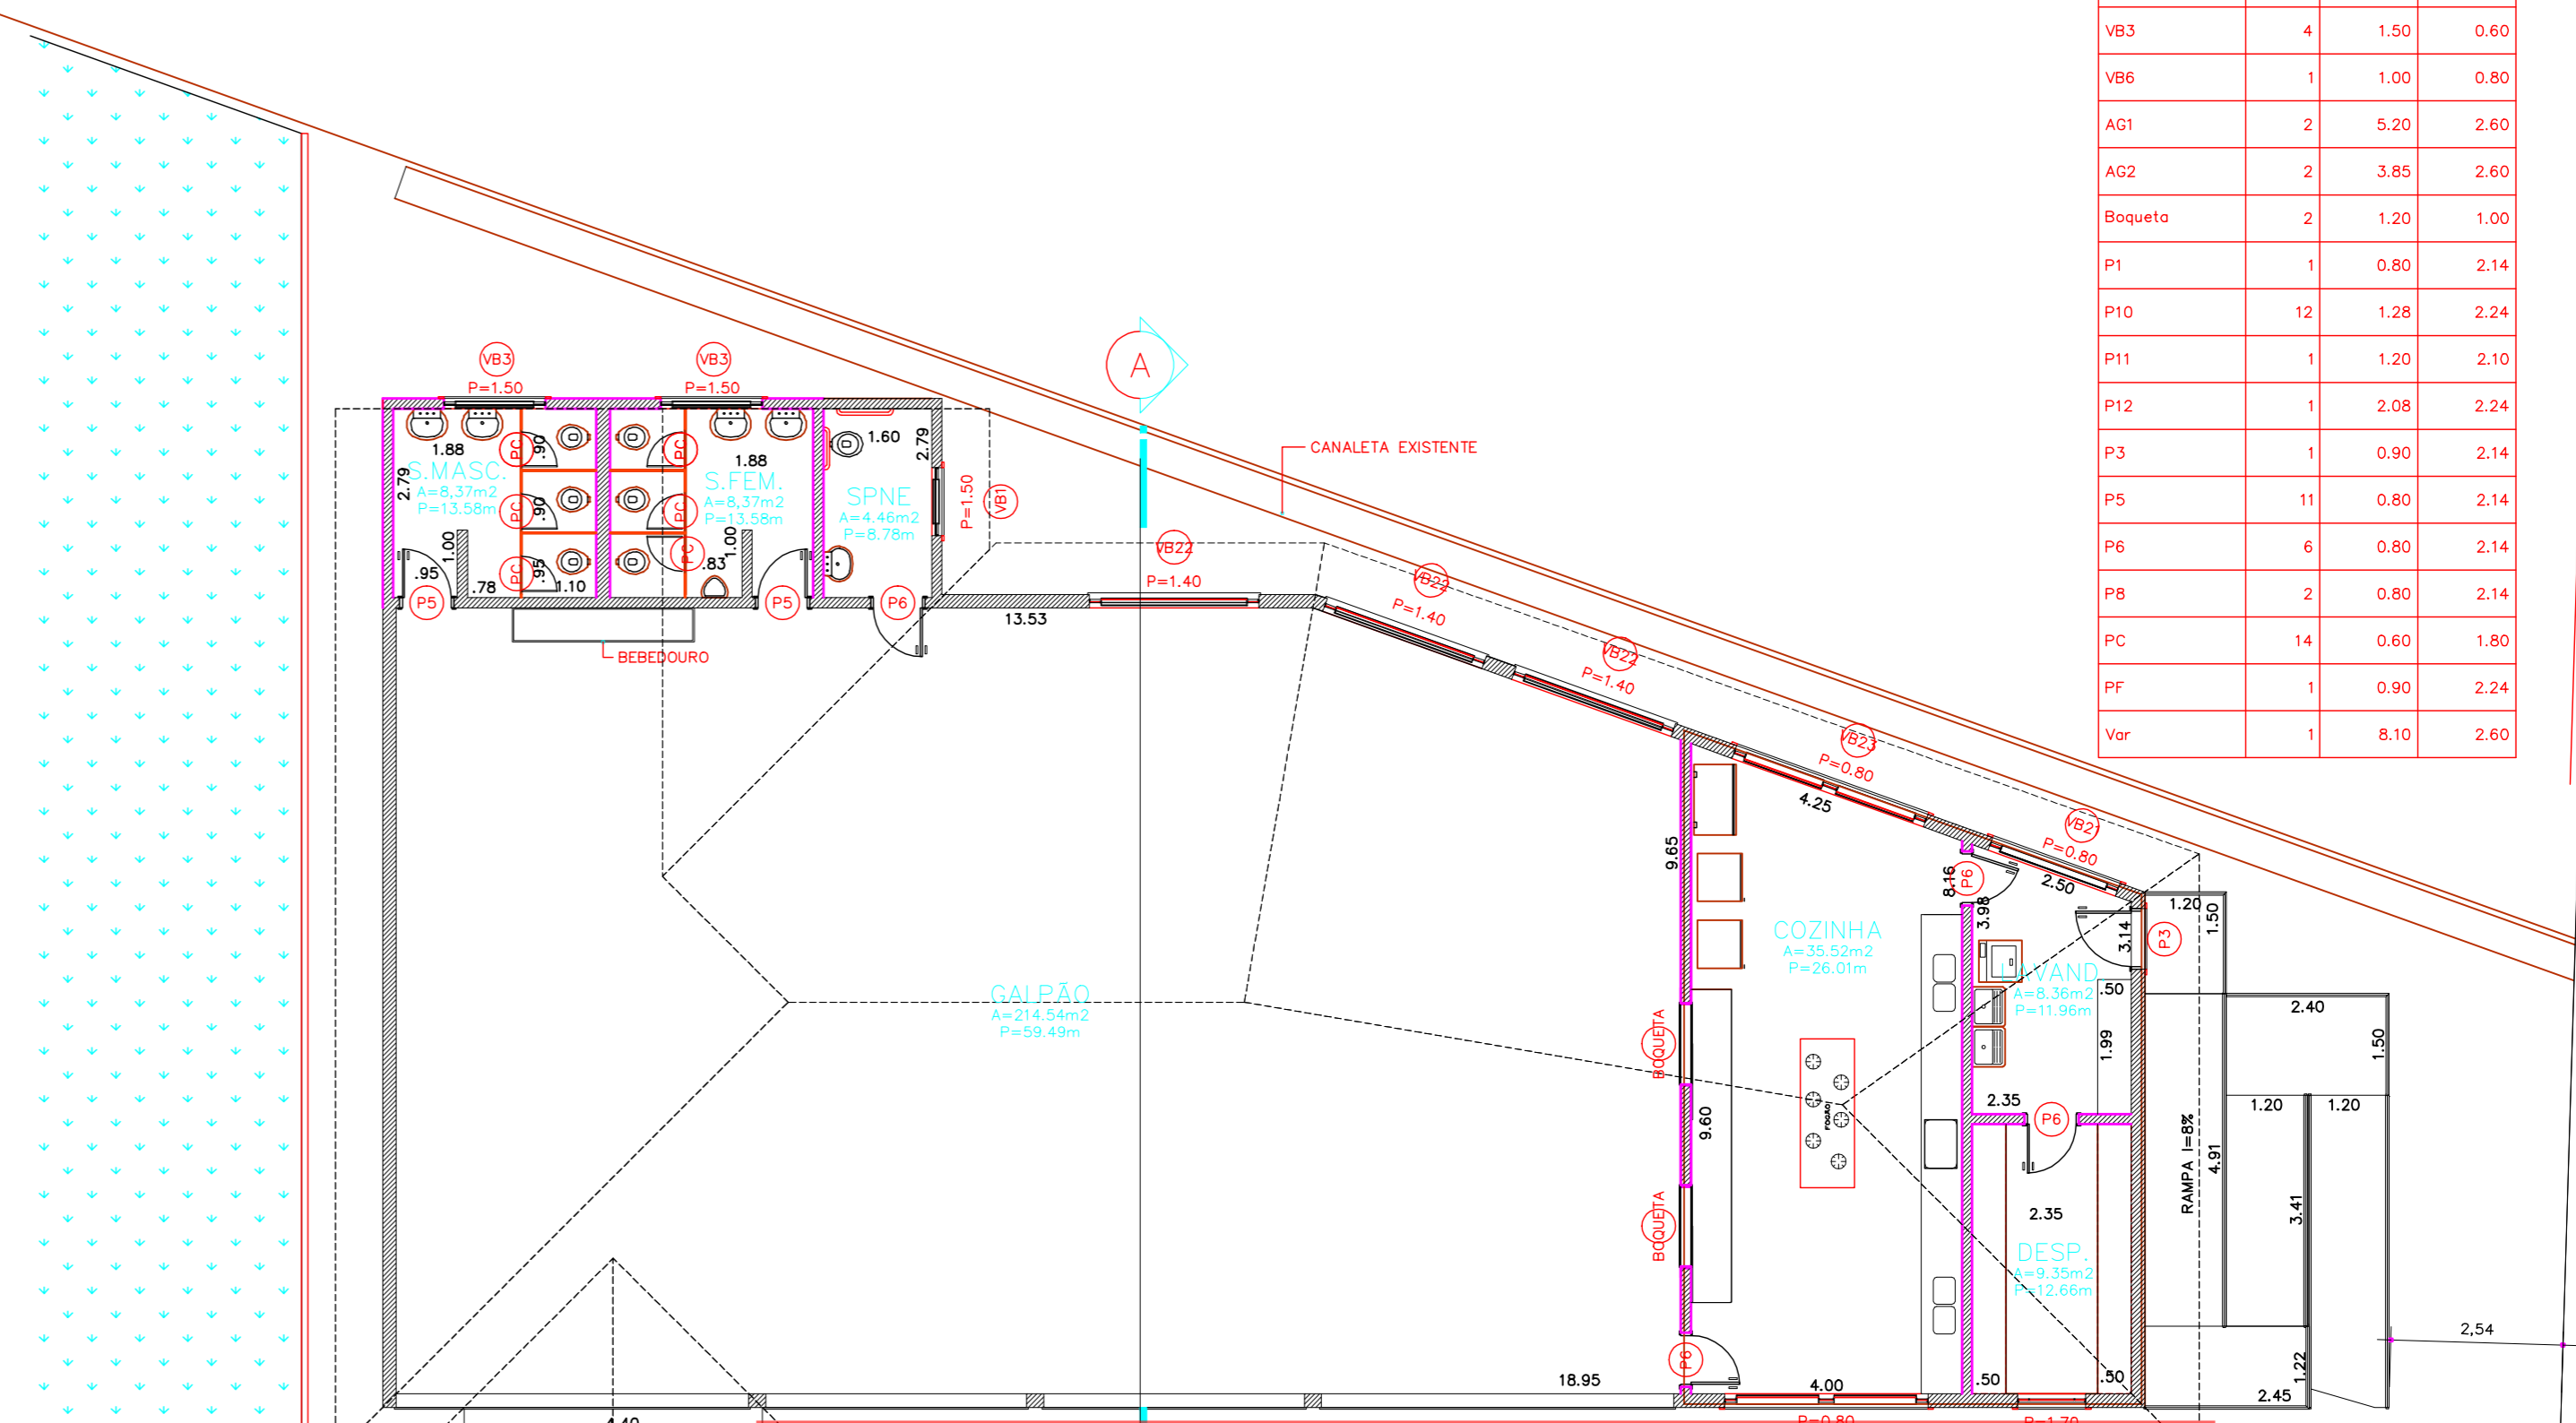 VB3 4 1.50 0.60
VB6 1 1.00 0.80
AG1 2 5.20 2.60
AG2 2 3.85 2.60
Boqueta 2 1.20 1.00
P1 1 0.80 2.14
P10 12 1.28 2.24
P11 1 1.20 2.10
P12 1 2.08 2.24
P3 1 0.90 2.14
P5 11 0.80 2.14
P6 6 0.80 2.14
P8 2 0.80 2.14
PC 14 0.60 1.80
PF 1 0.90 2.24
Var 1 8.10 2.60
VB3
P=1.50
VB3
P=1.50
A
CANALETA EXISTENTE
1.88
2.79
S.MASC.
A=8,37m2
P=13.58m
PC
.90
PC
.90
PC
.95
1.00
.95
.78
1.10
P5
PC
PC
PC
1.88
S.FEM.
A=8,37m2
P=13.58m
1.00
.83
P5
1.60
2.79
SPNE
A=4.46m2
P=8.78m
P6
P=1.50
VB1
BEBEDOURO
13.53
VB22
P=1.40
VB22
P=1.40
VB22
P=1.40
VB23
P=0.80
4.25
VB21
P=0.80
2.50
GALPÃO
A=214.54m2
P=59.49m
9.65
BOQUETA
BOQUETA
9.60
P6
18.95
COZINHA
A=35.52m2
P=26.01m
FOGÃO
8.16
P6
3.98
3.14
P3
LAVAND
A=8.36m2
P=11.96m
.50
1.99
2.35
P6
2.35
DESP.
A=9.35m2
P=12.66m
.50
.50
4.00
P=0.80
P=1.70
4.40
1.20
1.50
2.40
1.50
1.20
1.20
RAMPA I=8%
4.91
3.41
1.22
2.45
2,54